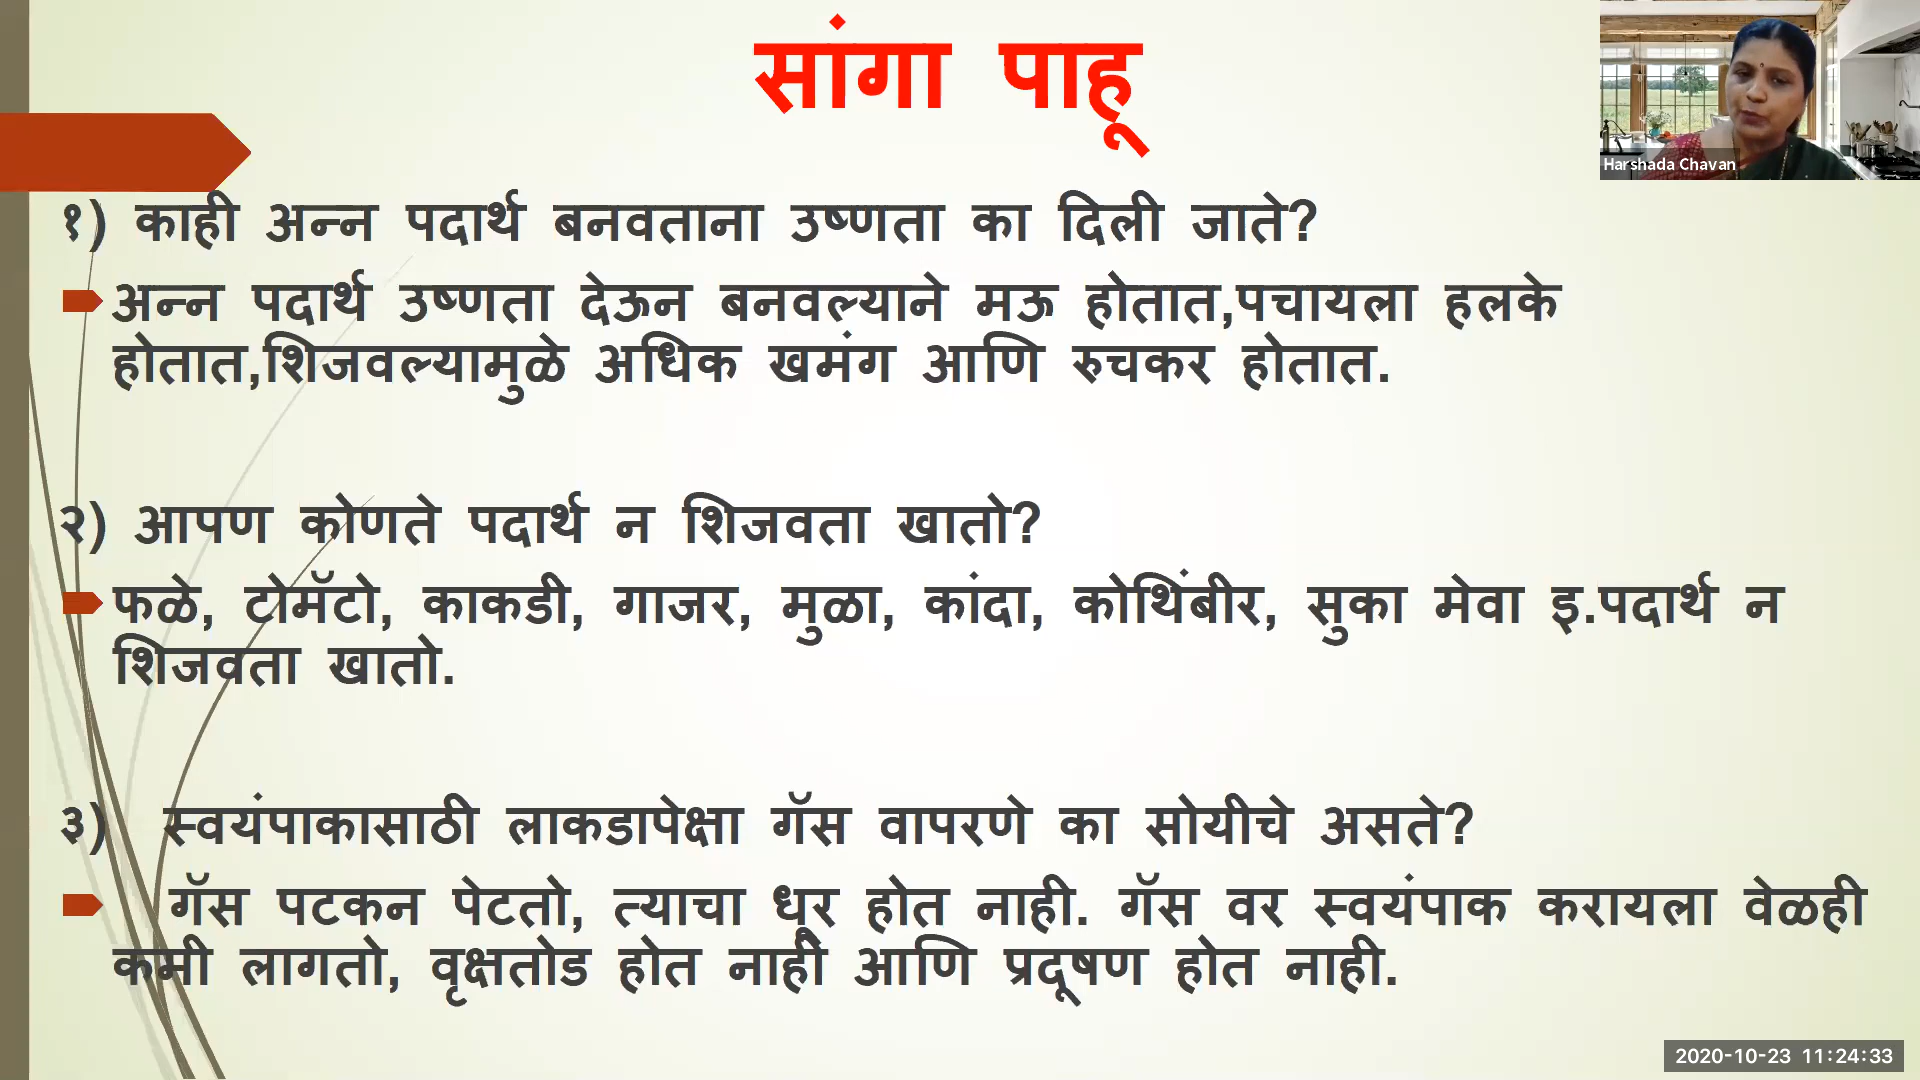 सांगा पाहू
Harshada Chavan
१) काही अन्न पदार्थ बनवताना उष्णता का दिली जाते?
अन्न पदार्थ उष्णता देऊन बनवल्याने मऊ होतात,पचायला हलके
होतात,शिजवल्यामुळे अधिक खमंग आणि रुचकर होतात.
२) आपण कोणते पदार्थ न शिजवता खातो?
फळे, टोमॅटो, काकडी, गाजर, मुळा, कांदा, कोथिंबीर, सुका मेवा इ.पदार्थ न
शिजवता खातो.
३) स्वयंपाकासाठी लाकडापेक्षा गॅस वापरणे का सोयीचे असते?
गॅस पटकन पेटतो, त्याचा धूर होत नाही. गॅस वर स्वयंपाक करायला वेळही
कमी लागतो, वृक्षतोड होत नाही आणि प्रदूषण होत नाही.
2020-10-23 11:24:33